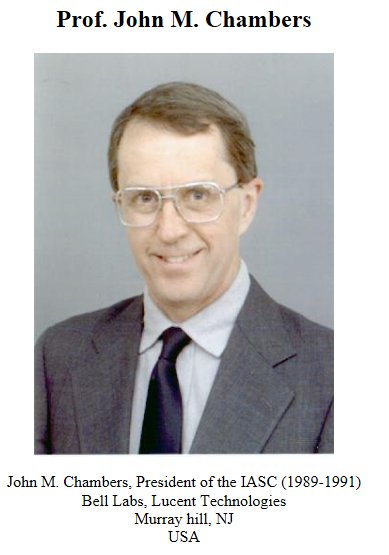 Prof. John M. Chambers
John M. Chambers, President of the IASC (1989-1991)
Bell Labs, Lucent Technologies
Murray hill, NJ
USA